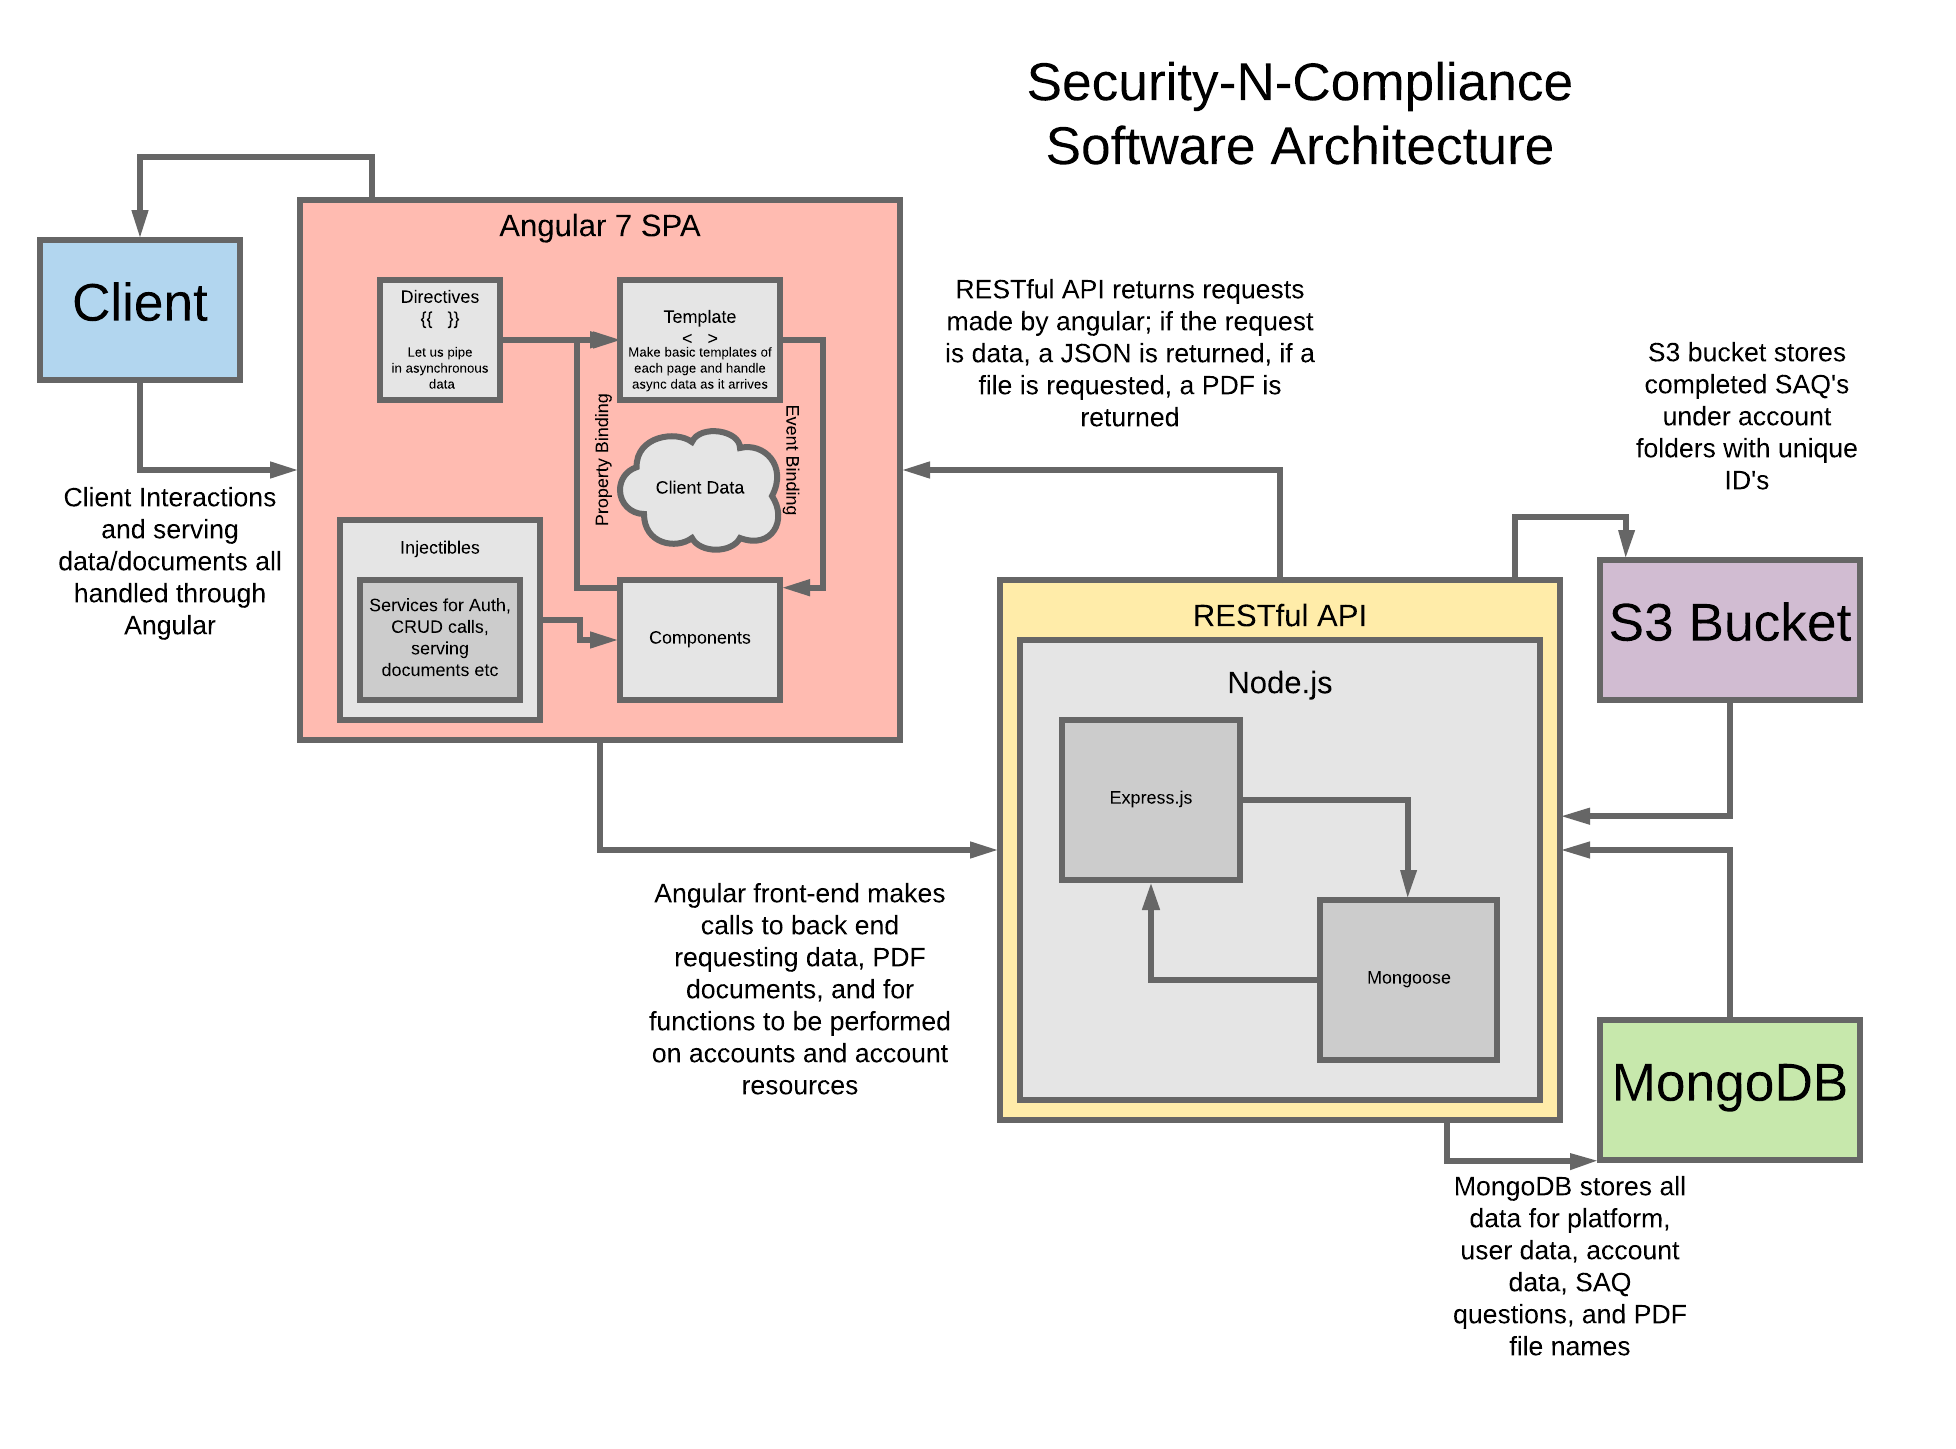 Security-N-Compliance
Software Architecture
Client
Client Interactions
and serving
data/documents all
handled through
Angular
Angular 7 SPA
Directives
{{   }}
Let us pipe
in asynchronous
data
Template
<   >
Make basic templates of
each page and handle
async data as it arrives
Property Binding
Event Binding
Client Data
Injectibles
Services for Auth,
CRUD calls,
serving
documents etc
Components
RESTful API returns requests
made by angular; if the request
is data, a JSON is returned, if a
file is requested, a PDF is
returned
S3 bucket stores
completed SAQ's
under account
folders with unique
ID's
S3 Bucket
RESTful API
Node.js
Express.js
Mongoose
Angular front-end makes
calls to back end
requesting data, PDF
documents, and for
functions to be performed
on accounts and account
resources
MongoDB
MongoDB stores all
data for platform,
user data, account
data, SAQ
questions, and PDF
file names